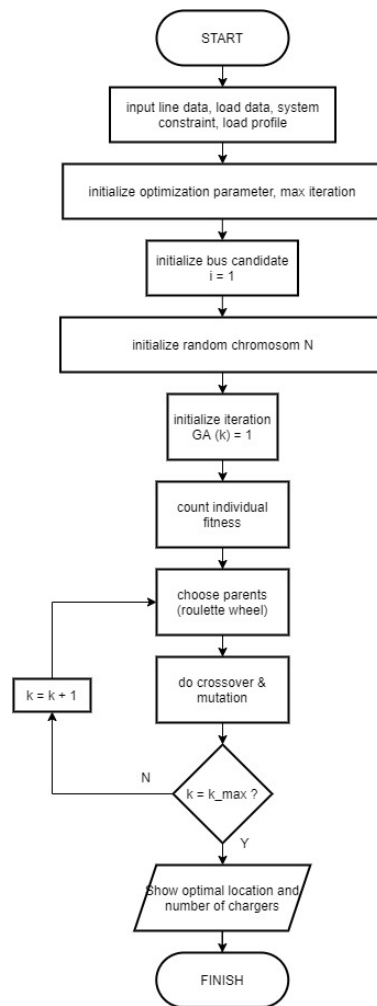 START
input line data, load data, system
constraint, load profile
initialize optimization parameter, max iteration
initialize bus candidate
i = 1
initialize random chromosom N
initialize iteration
GA (k) = 1
count individual
fitness
choose parents
(roulette wheel)
k = k + 1
do crossover &
mutation
N
k = k_max ?
Y
Show optimal location and
number of chargers
FINISH